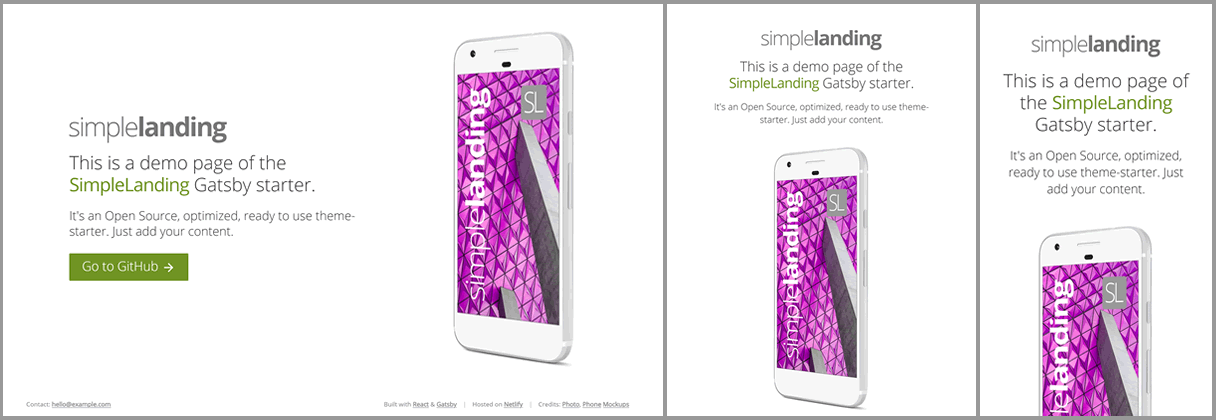 simplelanding
This is a demo page of the
SimpleLanding Gatsby starter.
It's an Open Source, optimized, ready to use theme-
starter. Just add your content.
Go to GitHub →
simplelanding
SL
Contact: hello@example.com
Built with React & Gatsby | Hosted on Netlify | Credits: Photo, Phone Mockups
simplelanding
This is a demo page of the
SimpleLanding Gatsby starter.
It's an Open Source, optimized, ready to use theme-
starter. Just add your content.
simplelanding
SL
simplelanding
This is a demo page of
the SimpleLanding
Gatsby starter.
It's an Open Source, optimized,
ready to use theme-starter. Just
add your content.
landing
SL